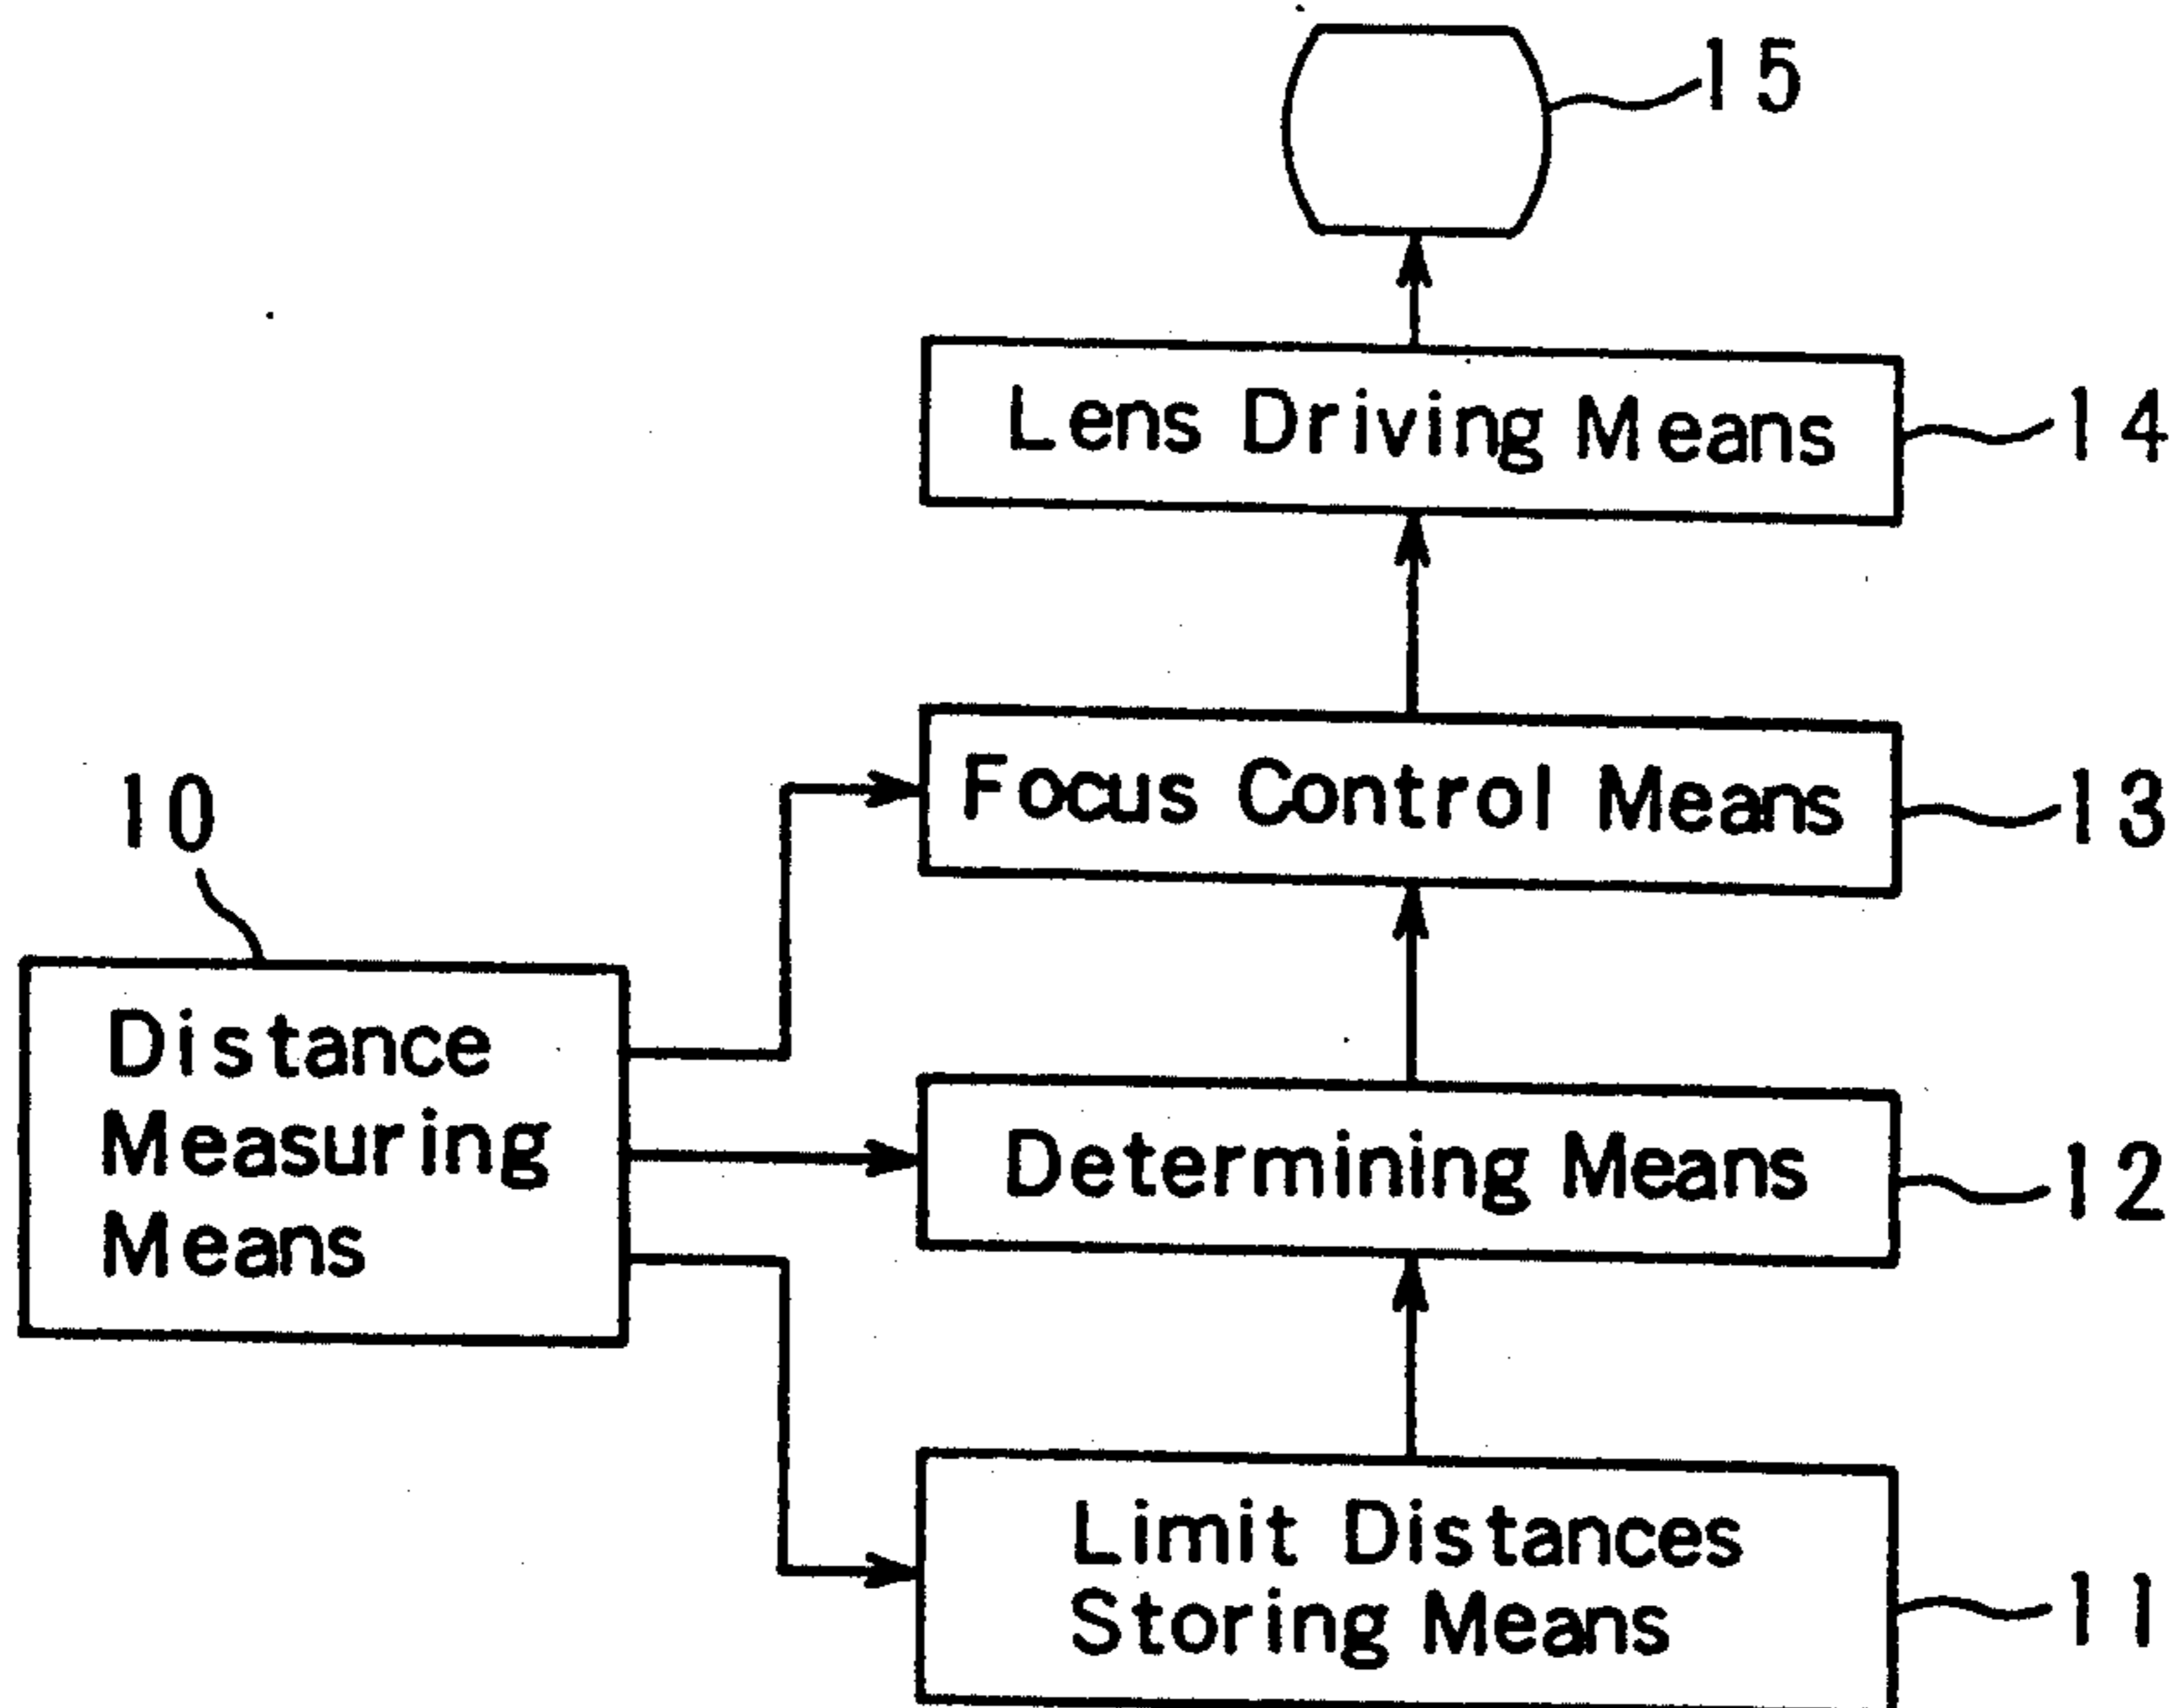 15
Lens Driving Means
14
Focus Control Means
13
10
Distance
Measuring
Means
Determining Means
12
Limit Distances
Storing Means
11